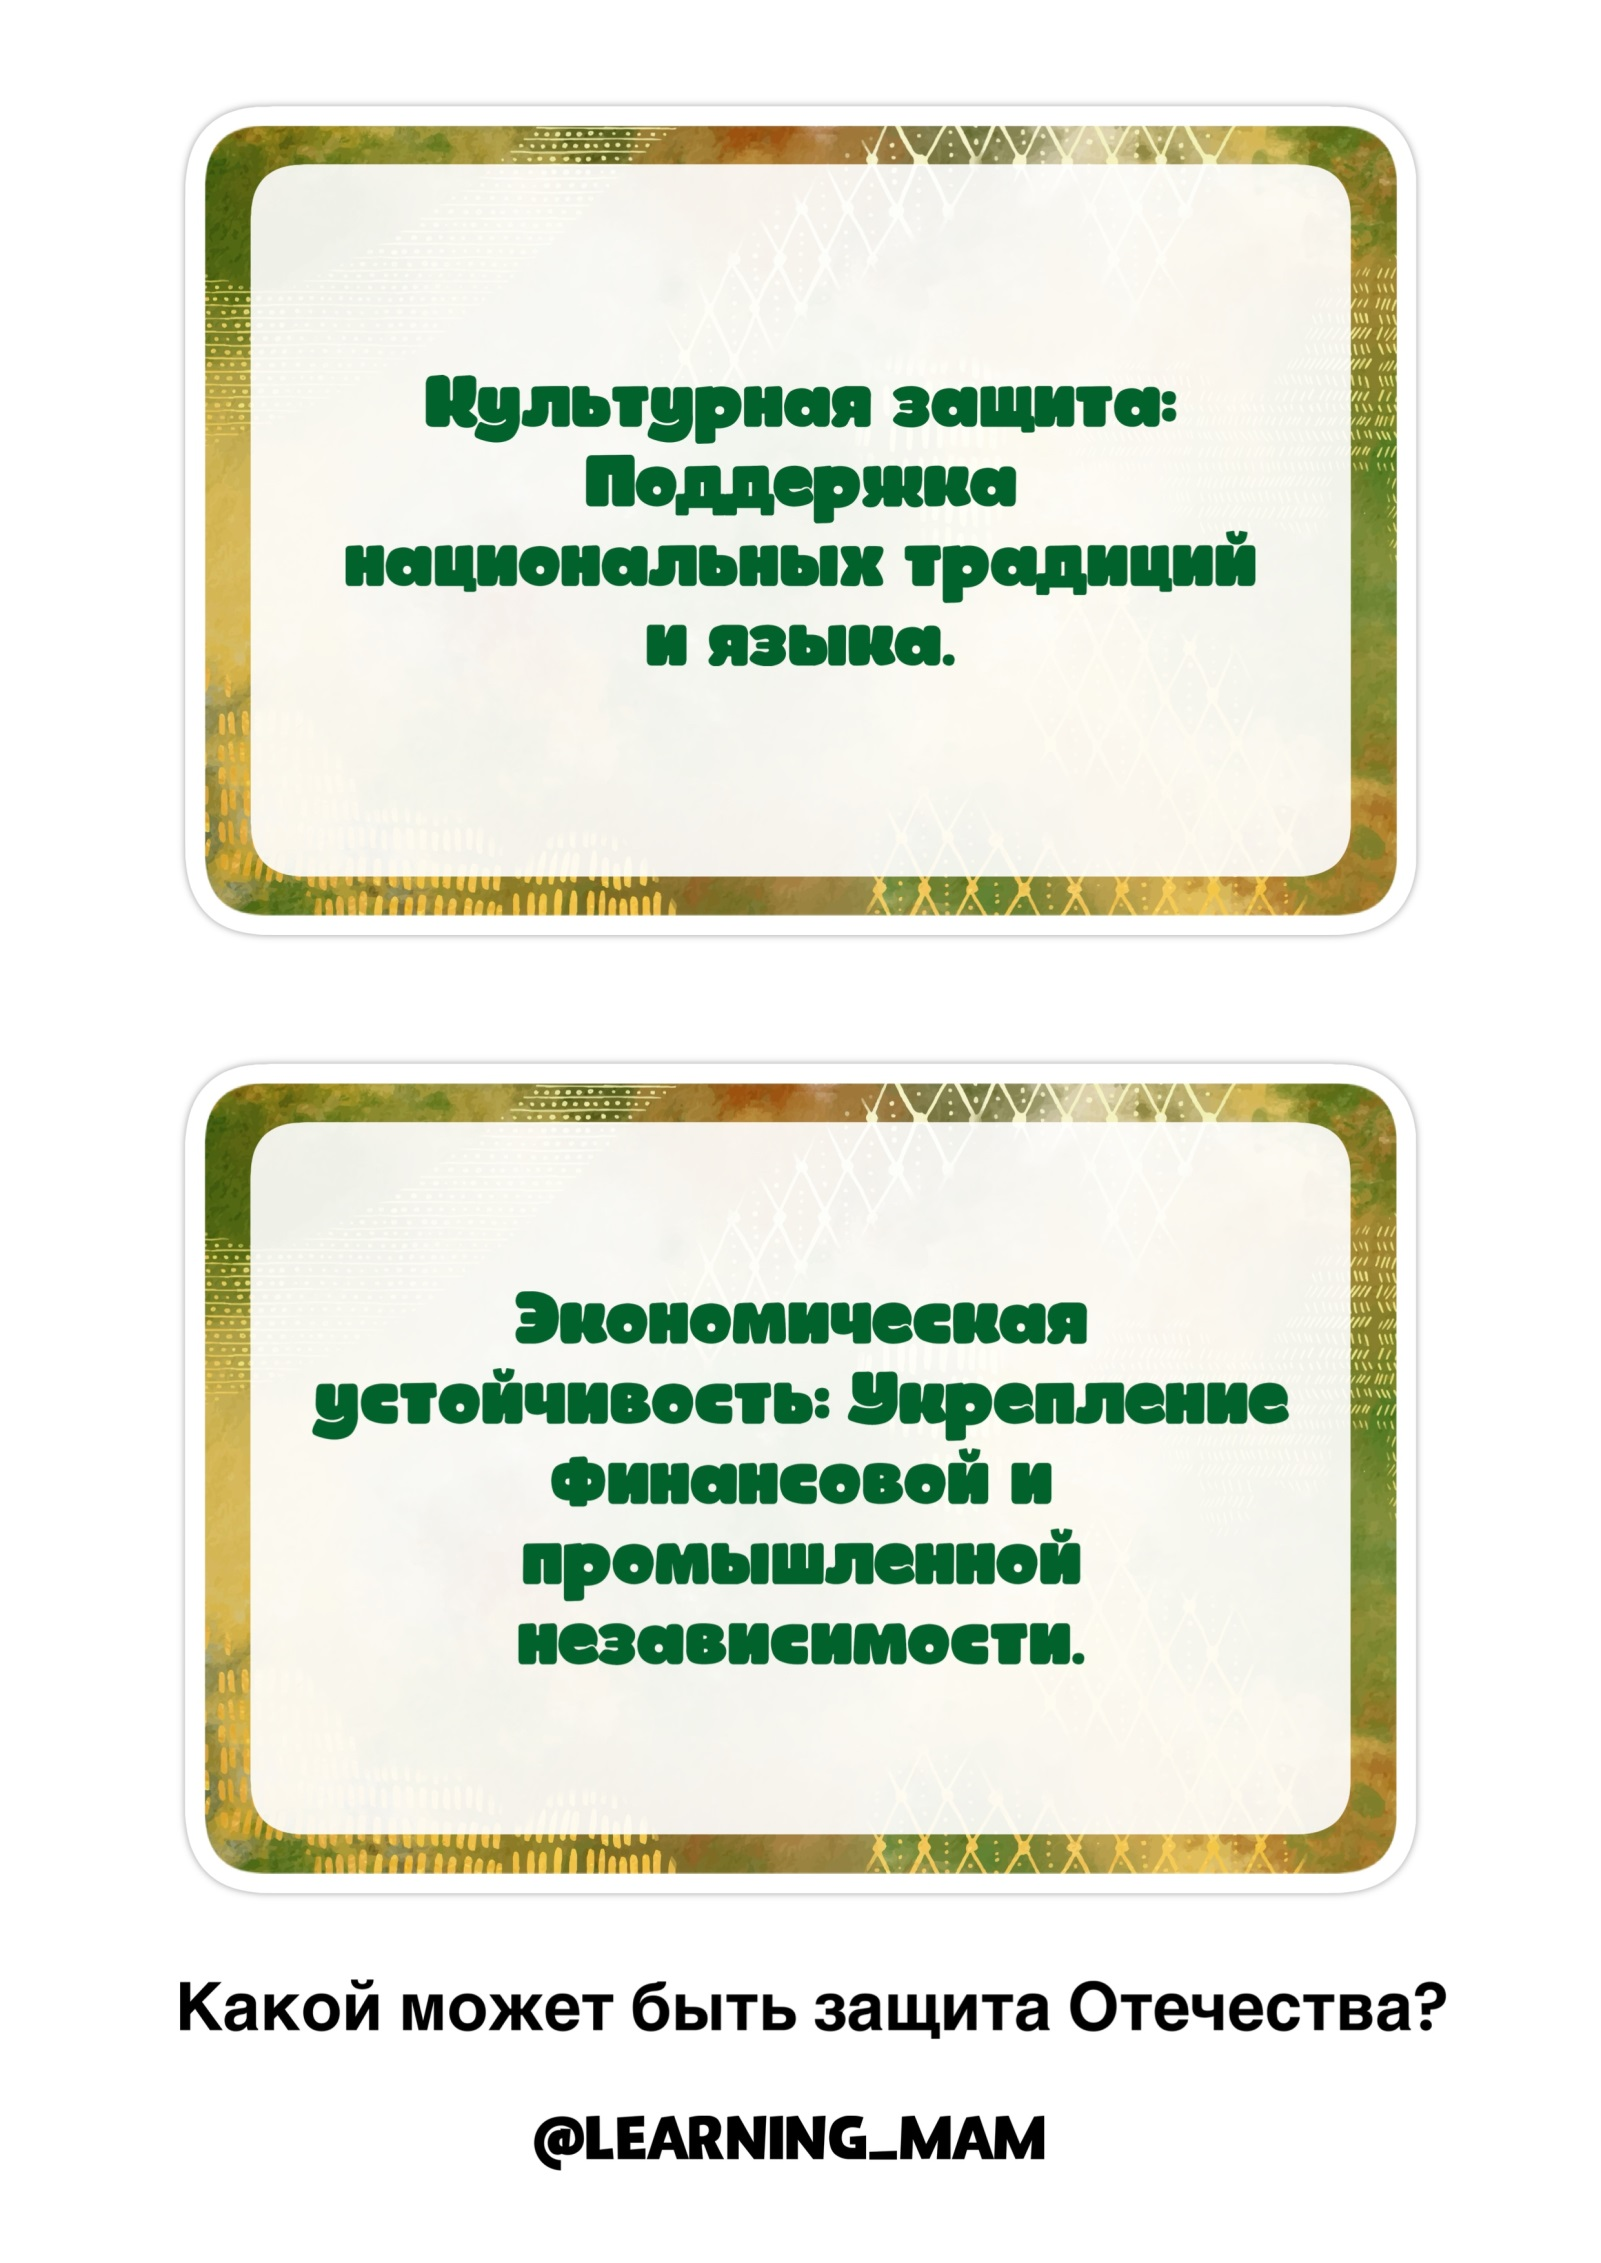 Культурная защита:
Поддержка
национальных традиций
и языка.
Экономическая
устойчивость: Укрепление
финансовой и
промышленной
независимости.
Какой может быть защита Отечества?
@LEARNING_MAM